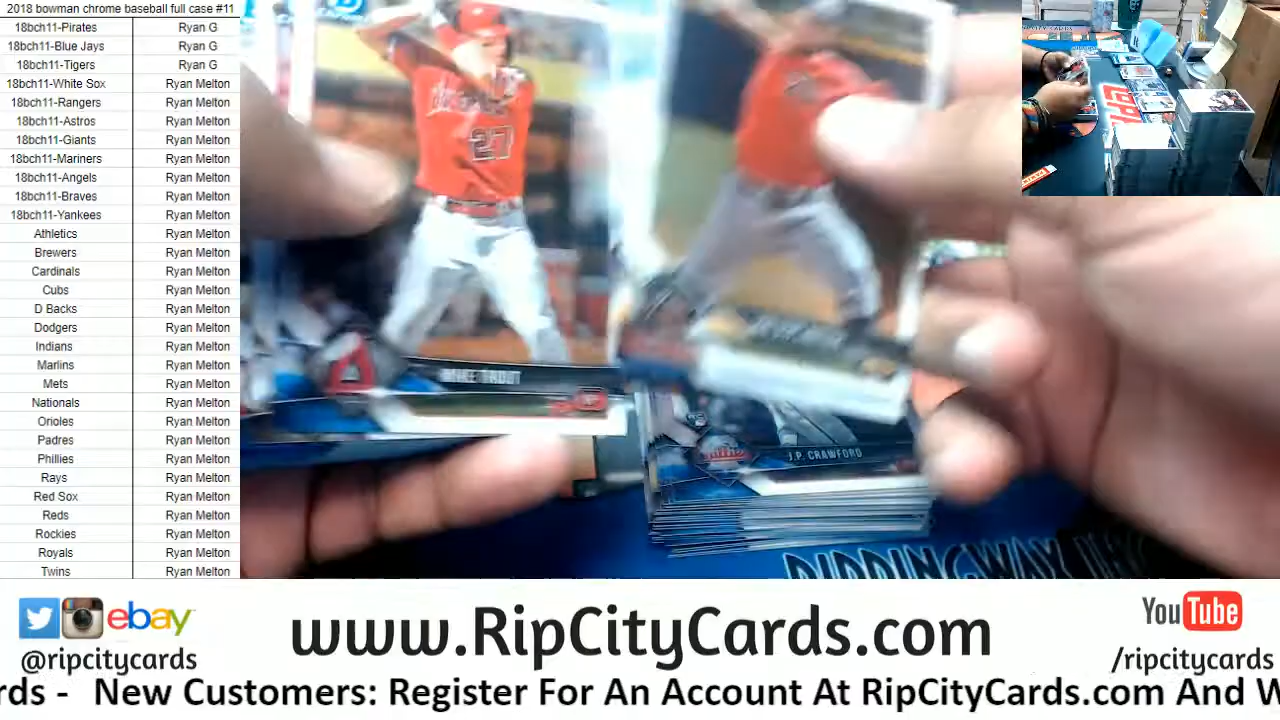 2018 bowman chrome baseball full case #11
18bch11-Pirates Ryan G
18bch11-Blue Jays Ryan G
18bch11-Tigers Ryan G
18bch11-White Sox Ryan Melton
18bch11-Rangers Ryan Melton
18bch11-Astros Ryan Melton
18bch11-Giants Ryan Melton
18bch11-Mariners Ryan Melton
18bch11-Angels Ryan Melton
18bch11-Braves Ryan Melton
18bch11-Yankees Ryan Melton
Athletics Ryan Melton
Brewers Ryan Melton
Cardinals Ryan Melton
Cubs Ryan Melton
D Backs Ryan Melton
Dodgers Ryan Melton
Indians Ryan Melton
Marlins Ryan Melton
Mets Ryan Melton
Nationals Ryan Melton
Orioles Ryan Melton
Padres Ryan Melton
Phillies Ryan Melton
Rays Ryan Melton
Red Sox Ryan Melton
Reds Ryan Melton
Rockies Ryan Melton
Royals Ryan Melton
Twins Ryan Melton
27
MIKE TROUT
J.P. CRAWFORD
ebay
@ripcitycards
www.RipCityCards.com
YouTube
/ripcitycards
rds - New Customers: Register For An Account At RipCityCards.com And W